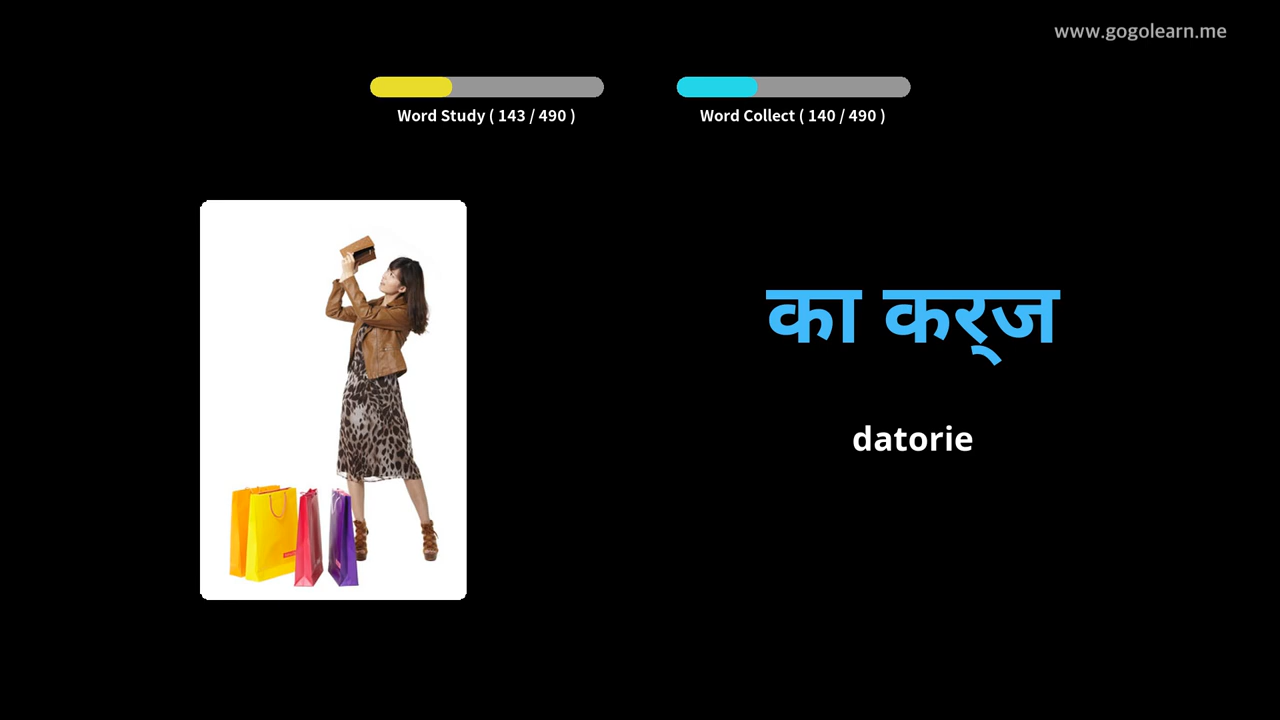 www.gogolearn.me
Word Study ( 143 / 490 )
Word Collect ( 140 / 490 )
का कर्‌ज
datorie